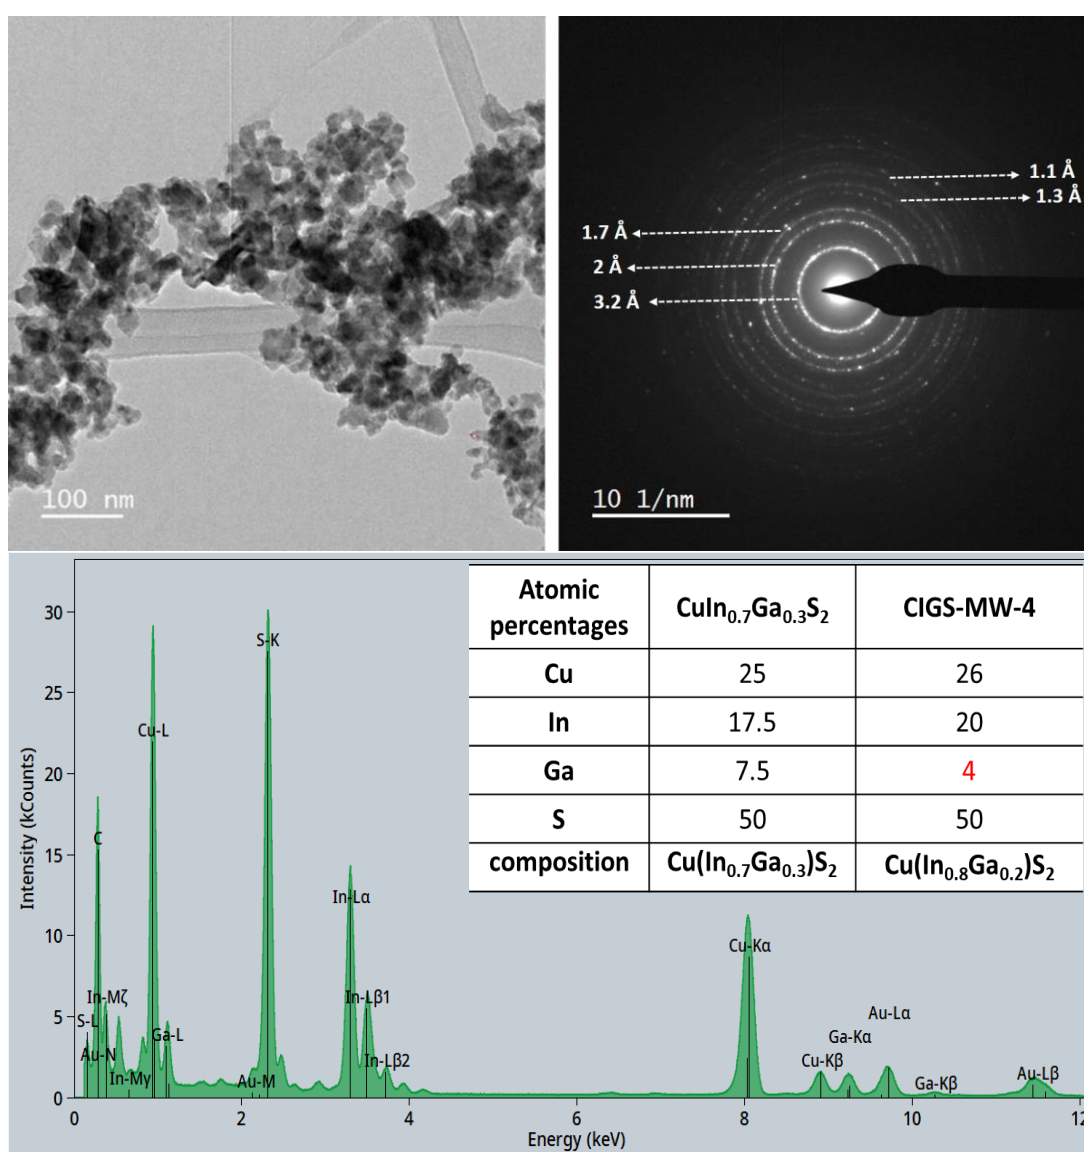 100 nm
1.1 Å
1.3 Å
1.7 Å
2 Å
3.2 Å
10 1/nm
Atomic percentages CuIn0.7Ga0.3S2 CIGS-MW-4
Cu 25 26
In 17.5 20
Ga 7.5 4
S 50 50
composition Cu(In0.7Ga0.3)S2 Cu(In0.8Ga0.2)S2
Intensity (kCounts)
30
25
20
15
10
5
0
S-K
Cu-L
C
In-Lα
Cu-Kα
In-Mζ
In-Lβ1
Au-Lα
S-L
Ga-L
Ga-Kα
Au-N
In-Lβ2
Cu-Kβ
In-Mγ
Au-M
Ga-Kβ
Au-Lβ
0 2 4 6 8 10 12
Energy (keV)